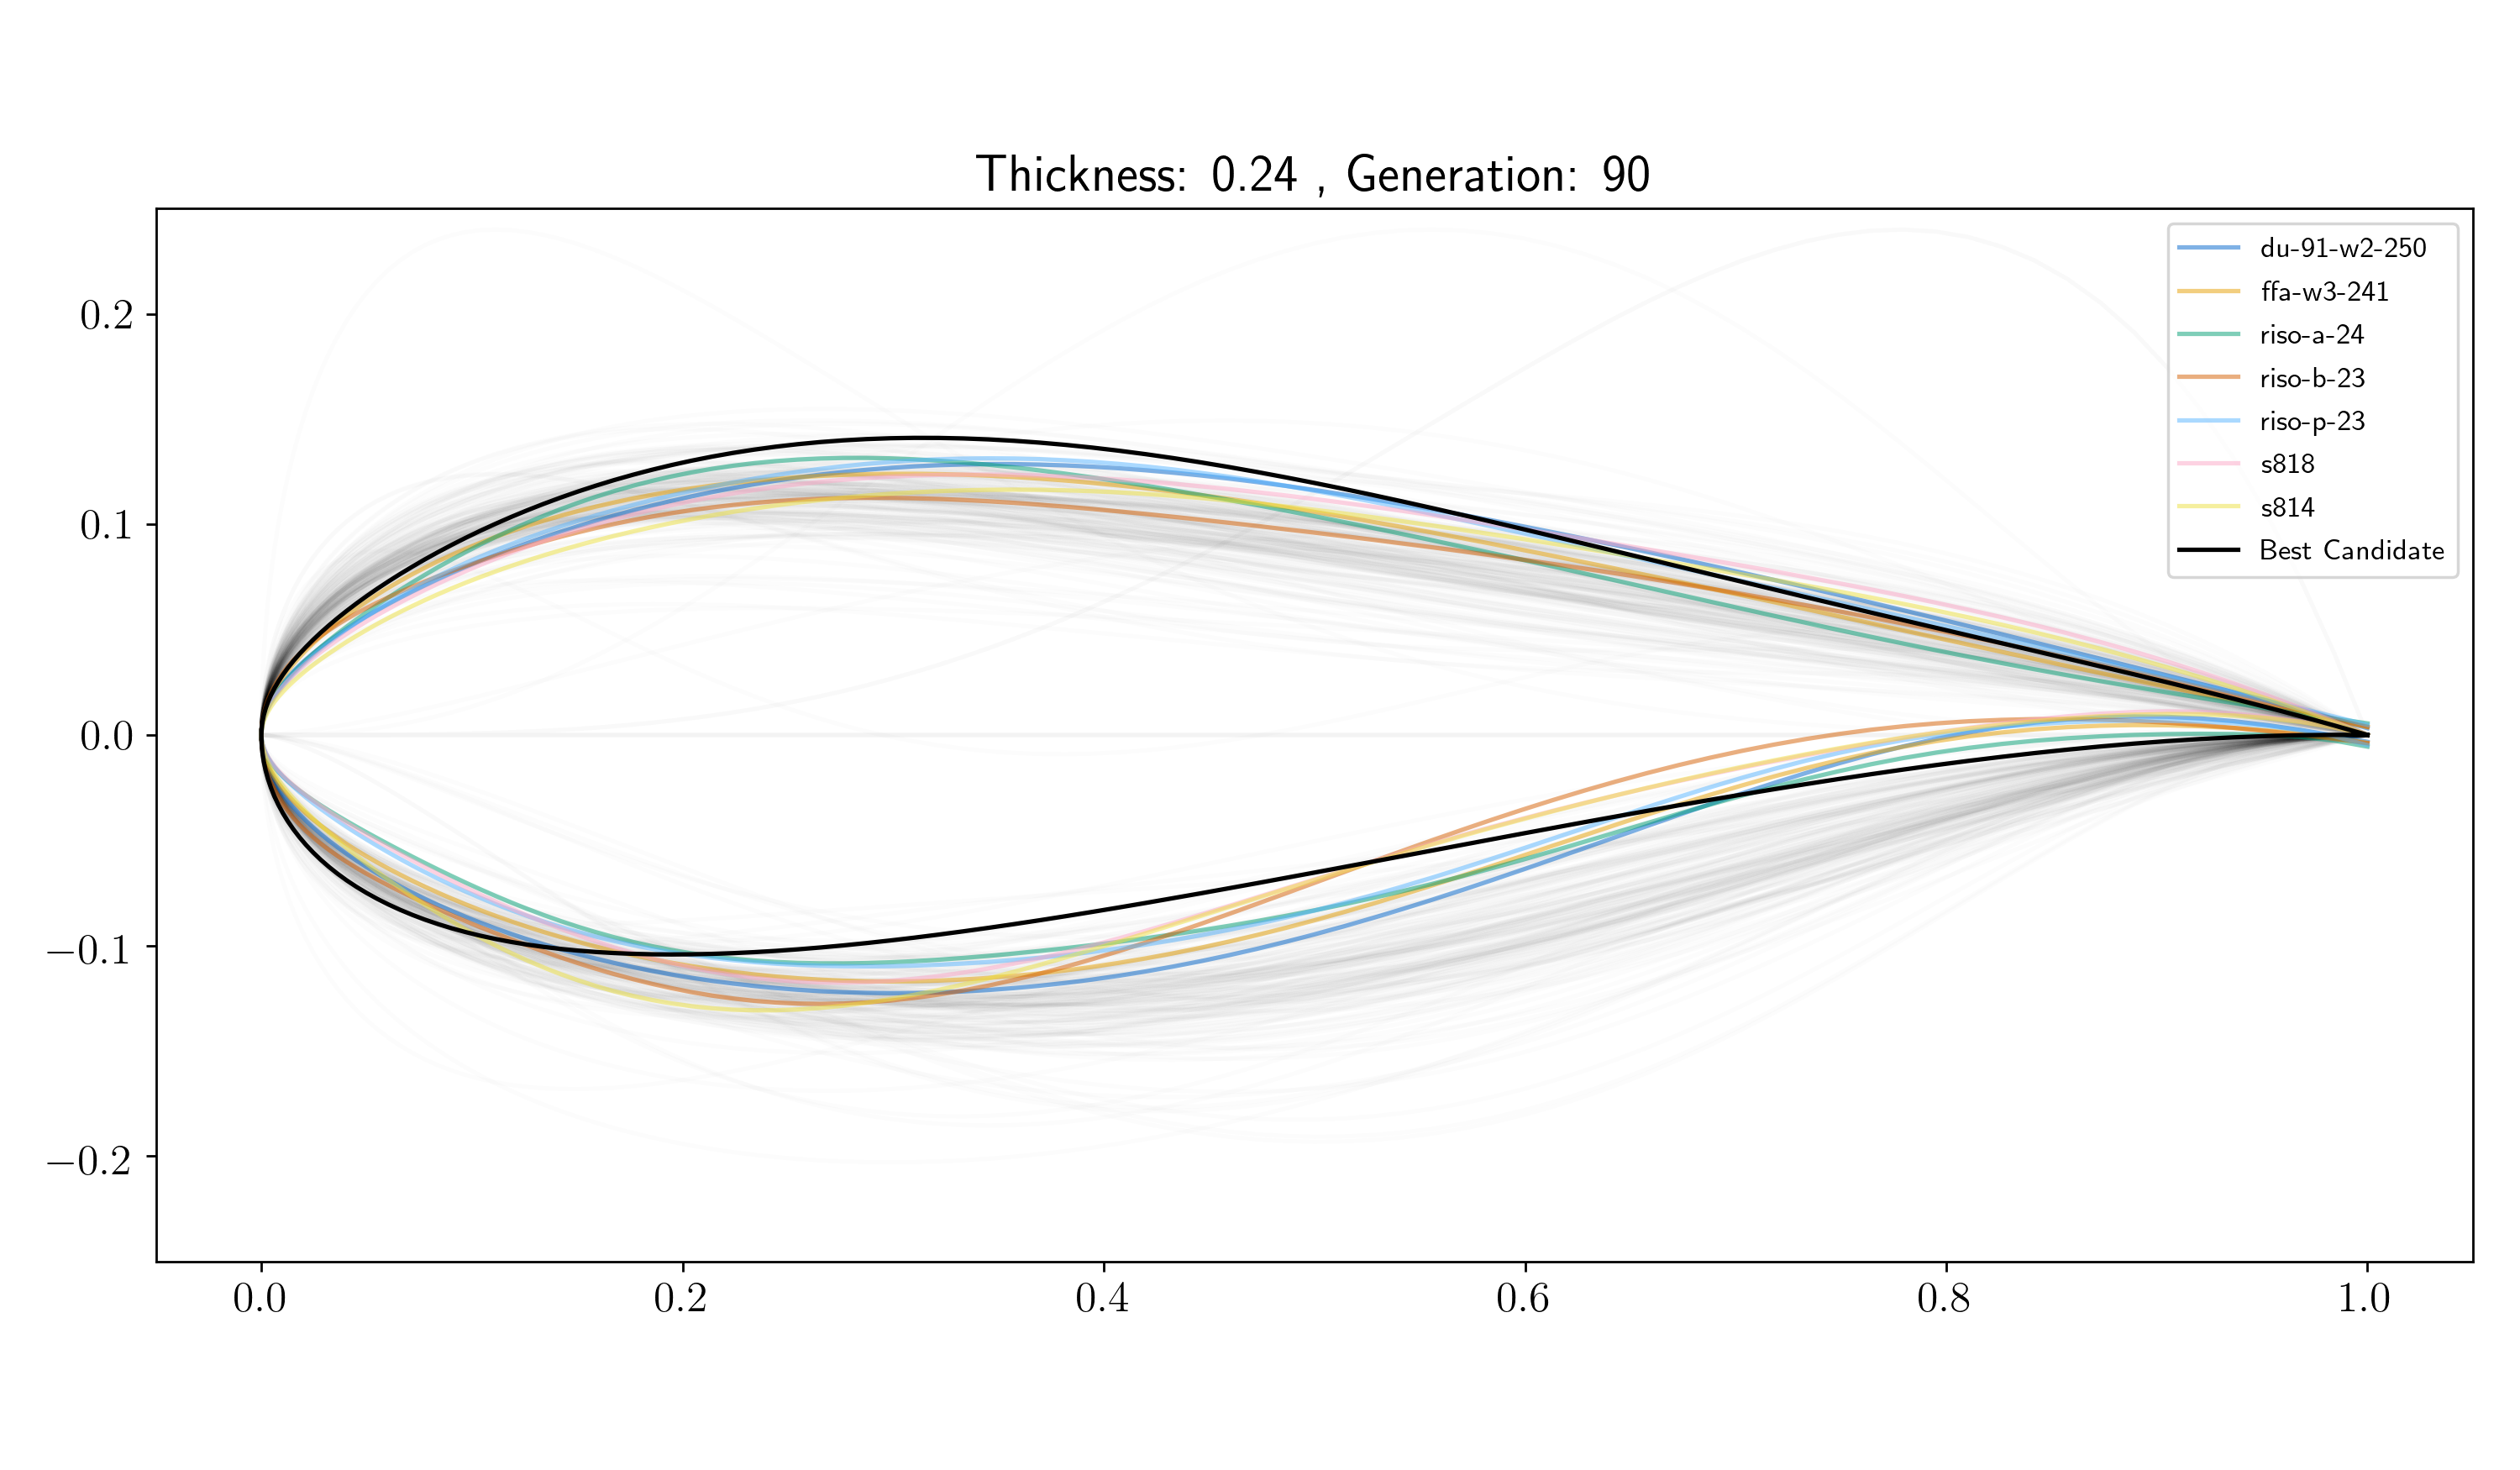 Thickness: 0.24 , Generation: 90
du-91-w2-250
ffa-w3-241
riso-a-24
riso-b-23
riso-p-23
s818
s814
Best Candidate
0.2
0.1
0.0
−0.1
−0.2
0.0 0.2 0.4 0.6 0.8 1.0